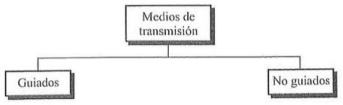 Medios de
transmisión
Guiados
No guiados